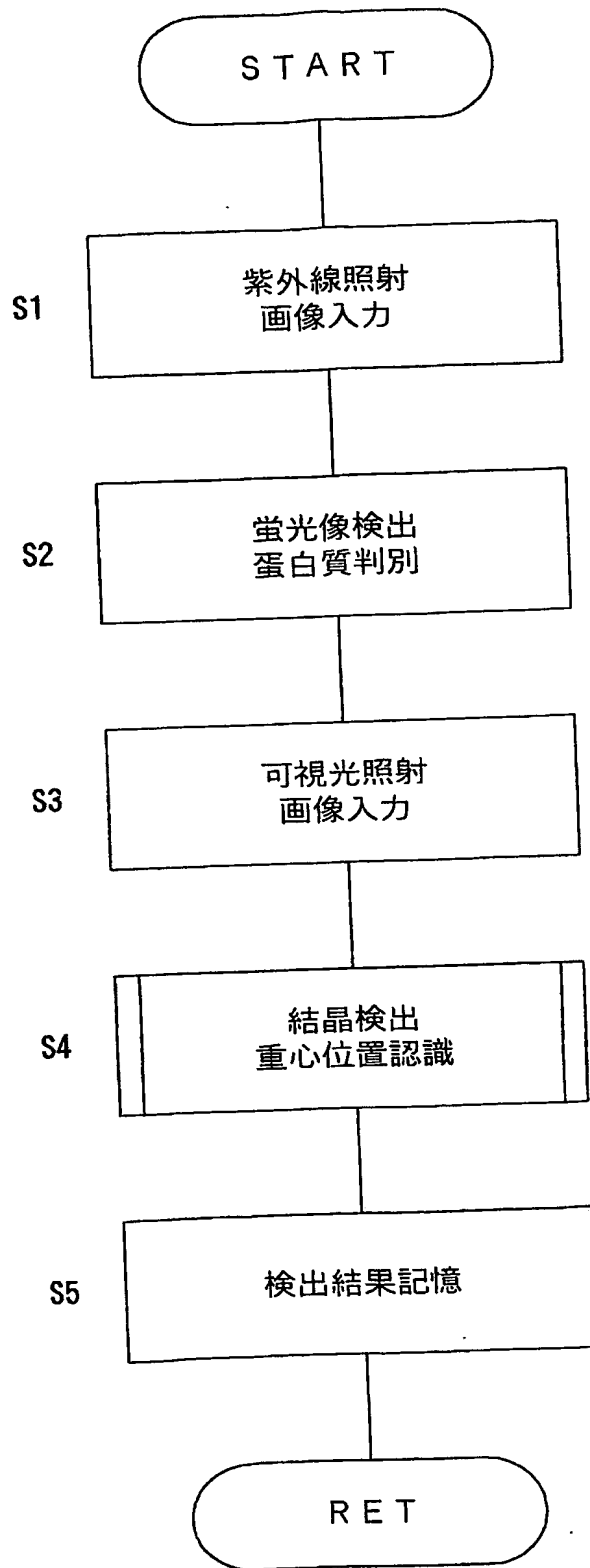 START
S1
紫外線照射
画像入力
S2
蛍光像検出
蛋白質判別
S3
可視光照射
画像入力
S4
結晶検出
重心位置認識
S5
検出結果記憶
RET